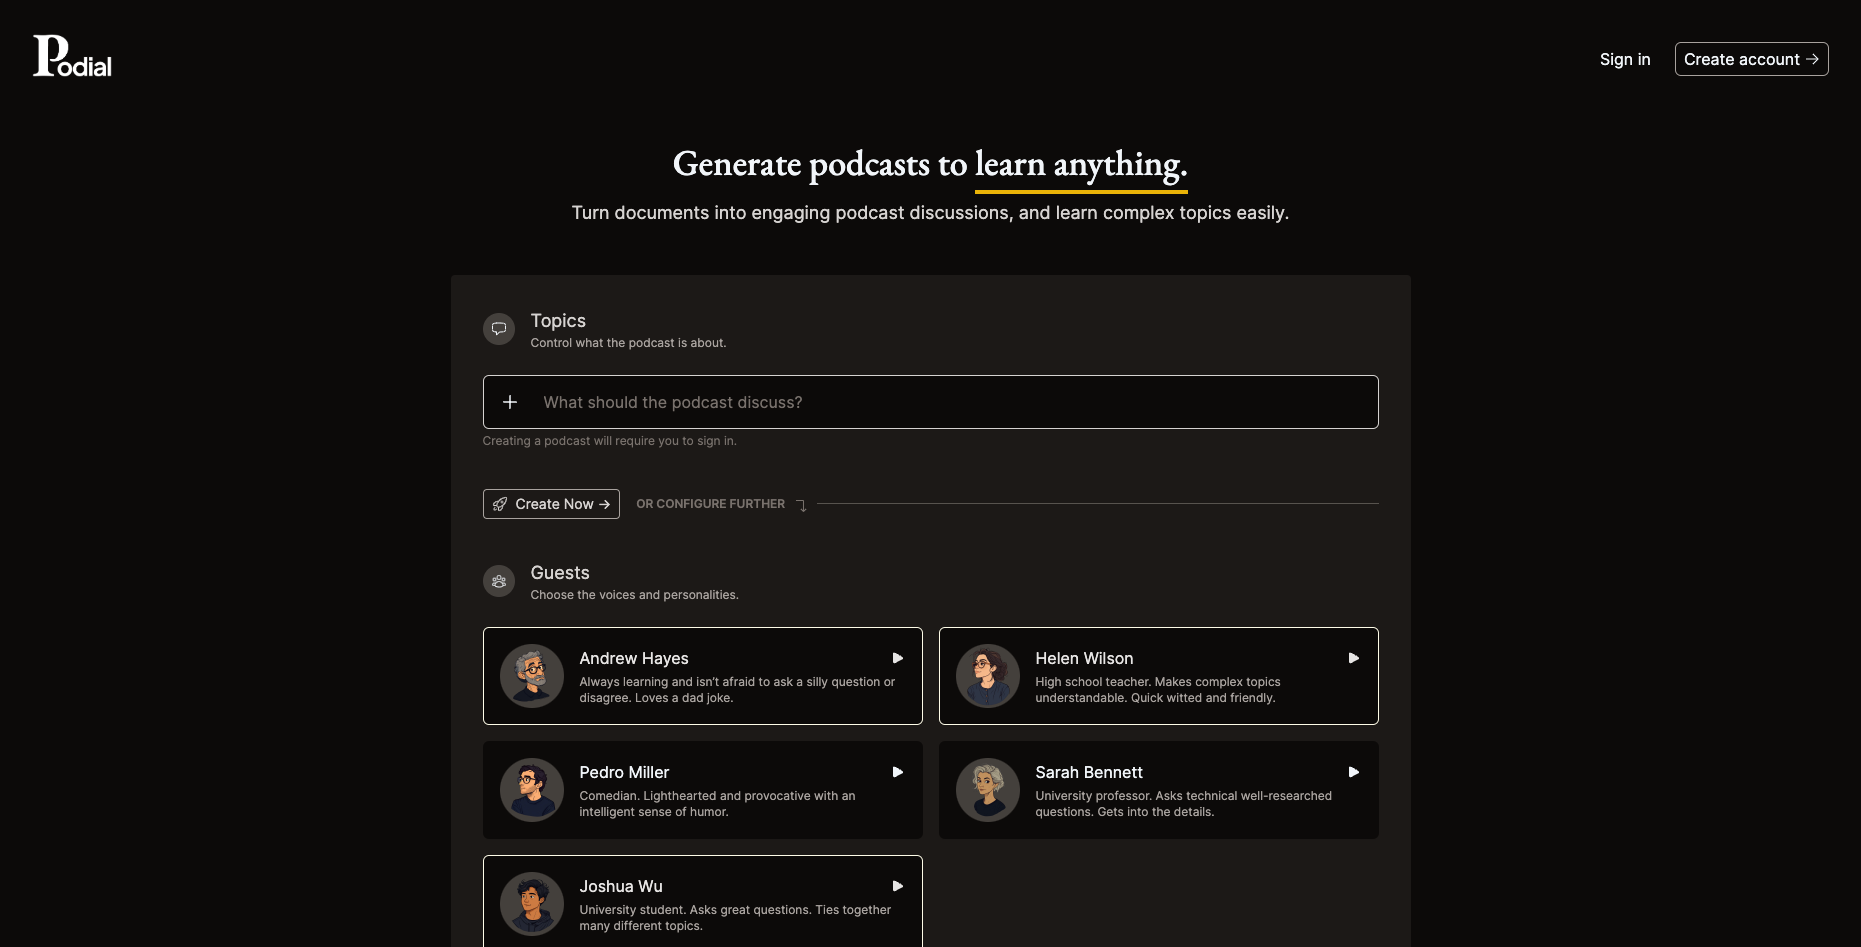 Podial
Sign in
Create account →
Generate podcasts to learn anything.
Turn documents into engaging podcast discussions, and learn complex topics easily.
Topics
Control what the podcast is about.
What should the podcast discuss?
Creating a podcast will require you to sign in.
Create Now →
OR CONFIGURE FURTHER
Guests
Choose the voices and personalities.
Andrew Hayes
Always learning and isn’t afraid to ask a silly question or
disagree. Loves a dad joke.
Helen Wilson
High school teacher. Makes complex topics
understandable. Quick witted and friendly.
Pedro Miller
Comedian. Lighthearted and provocative with an
intelligent sense of humor.
Sarah Bennett
University professor. Asks technical well-researched
questions. Gets into the details.
Joshua Wu
University student. Asks great questions. Ties together
many different topics.